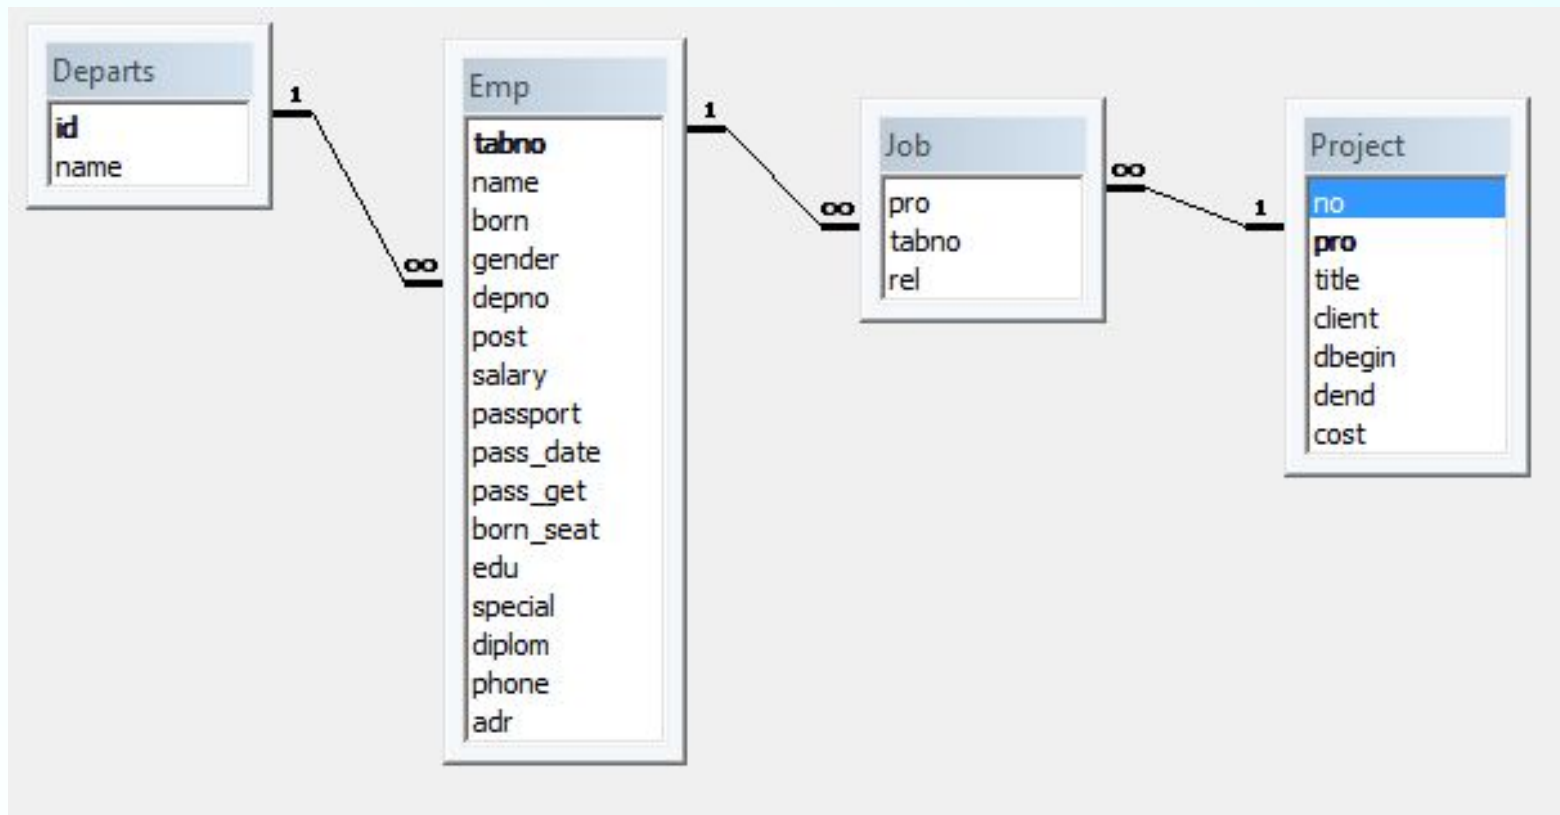 Departs
id
name
1
∞
Emp
tabno
name
born
gender
depno
post
salary
passport
pass_date
pass_get
born_seat
edu
special
diplom
phone
adr
1
∞
Job
pro
tabno
rel
∞
1
Project
no
pro
title
client
dbegin
dend
cost